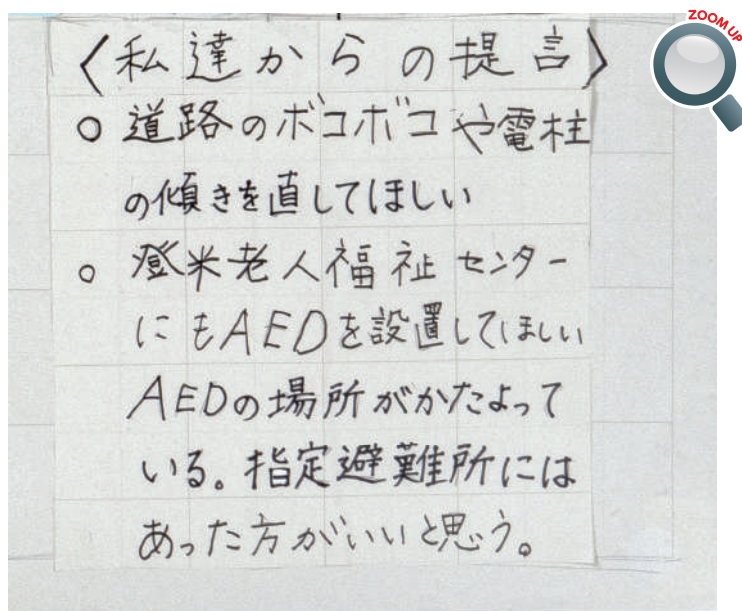 ZOOM UP
〈私達からの提言〉
○ 道路のボコボコや電柱
の傾きを直してほしい
○ 登米老人福祉センター
にもAEDを設置してほしい
AEDの場所がかたよって
いる。指定避難所には
あった方がいいと思う。